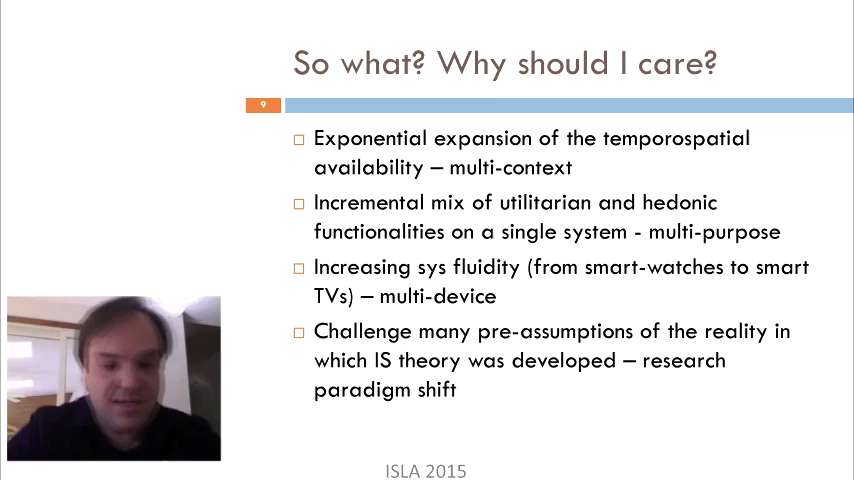 So what? Why should I care?
9
Exponential expansion of the temporospatial
availability – multi-context
Incremental mix of utilitarian and hedonic
functionalities on a single system - multi-purpose
Increasing sys fluidity (from smart-watches to smart
TVs) – multi-device
Challenge many pre-assumptions of the reality in
which IS theory was developed – research
paradigm shift
ISLA 2015